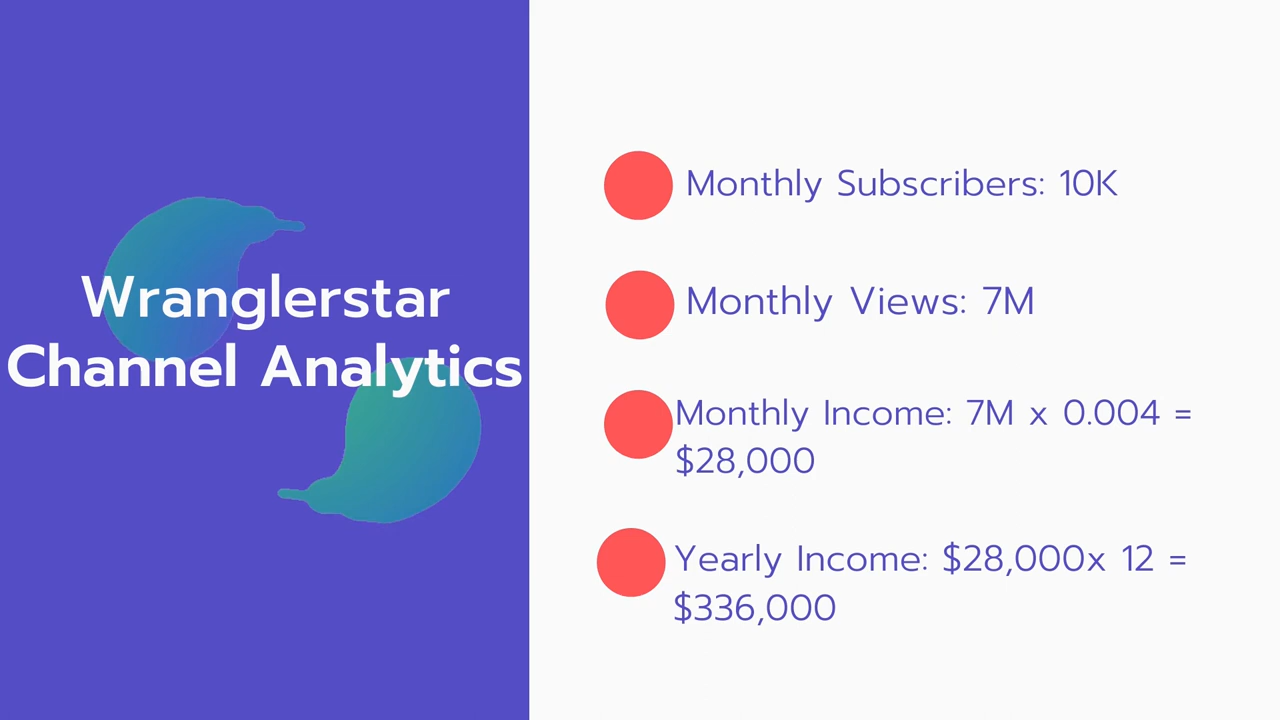 Wranglerstar
Channel Analytics
Monthly Subscribers: 10K
Monthly Views: 7M
Monthly Income: 7M x 0.004 =
$28,000
Yearly Income: $28,000x 12 =
$336,000